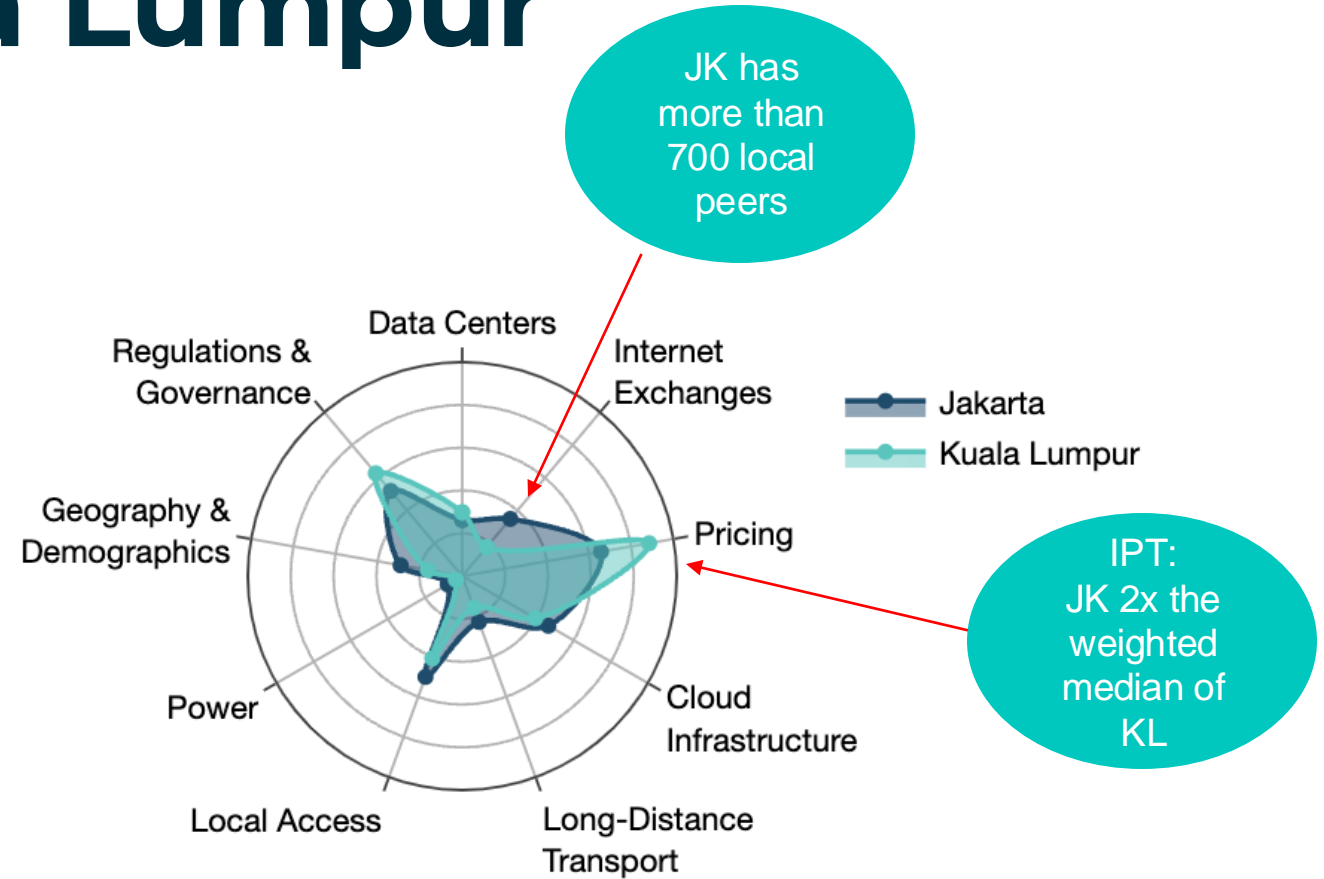 Lumpur
JK has
more than
700 local
peers
Data Centers
Regulations &
Governance
Internet
Exchanges
Jakarta
Kuala Lumpur
Geography &
Demographics
Pricing
IPT:
JK 2x the
weighted
median of
KL
Power
Cloud
Infrastructure
Local Access
Long-Distance
Transport